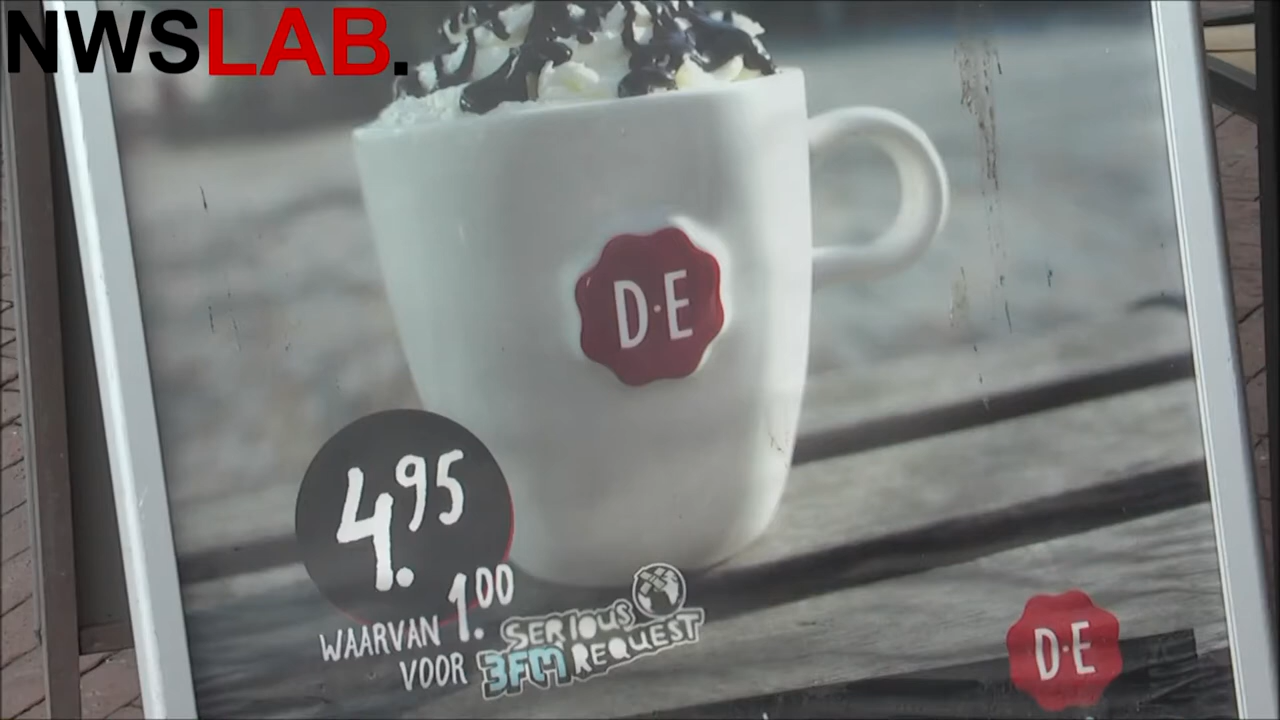 NWSLAB.
D·E
4.95
WAARVAN 1.00
VOOR 3FM SERIOUS REQUEST
D·E